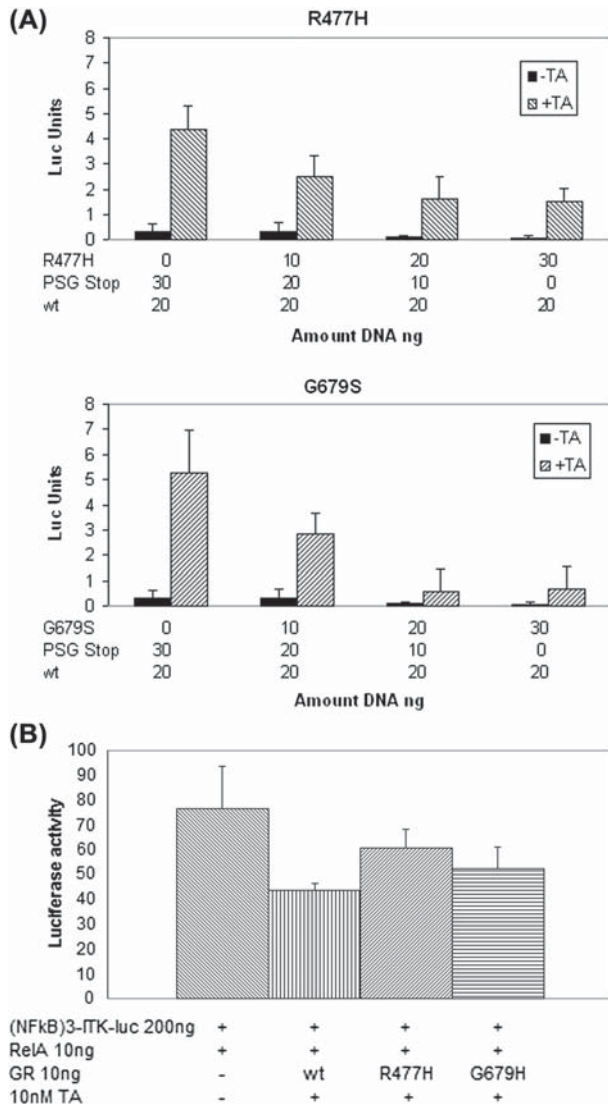 (A)
R477H
8
7
6
5
4
3
2
1
0
Luc Units
-TA
+TA
R477H 0 10 20 30
PSG Stop 30 20 10 0
wt 20 20 20 20
Amount DNA ng
G679S
8
7
6
5
4
3
2
1
0
Luc Units
-TA
+TA
G679S 0 10 20 30
PSG Stop 30 20 10 0
wt 20 20 20 20
Amount DNA ng
(B)
100
90
80
70
60
50
40
30
20
10
0
Luciferase activity
(NFkB)3-ITK-luc 200ng + + + +
RelA 10ng + + + +
GR 10ng - wt R477H G679H
10nM TA - + + +